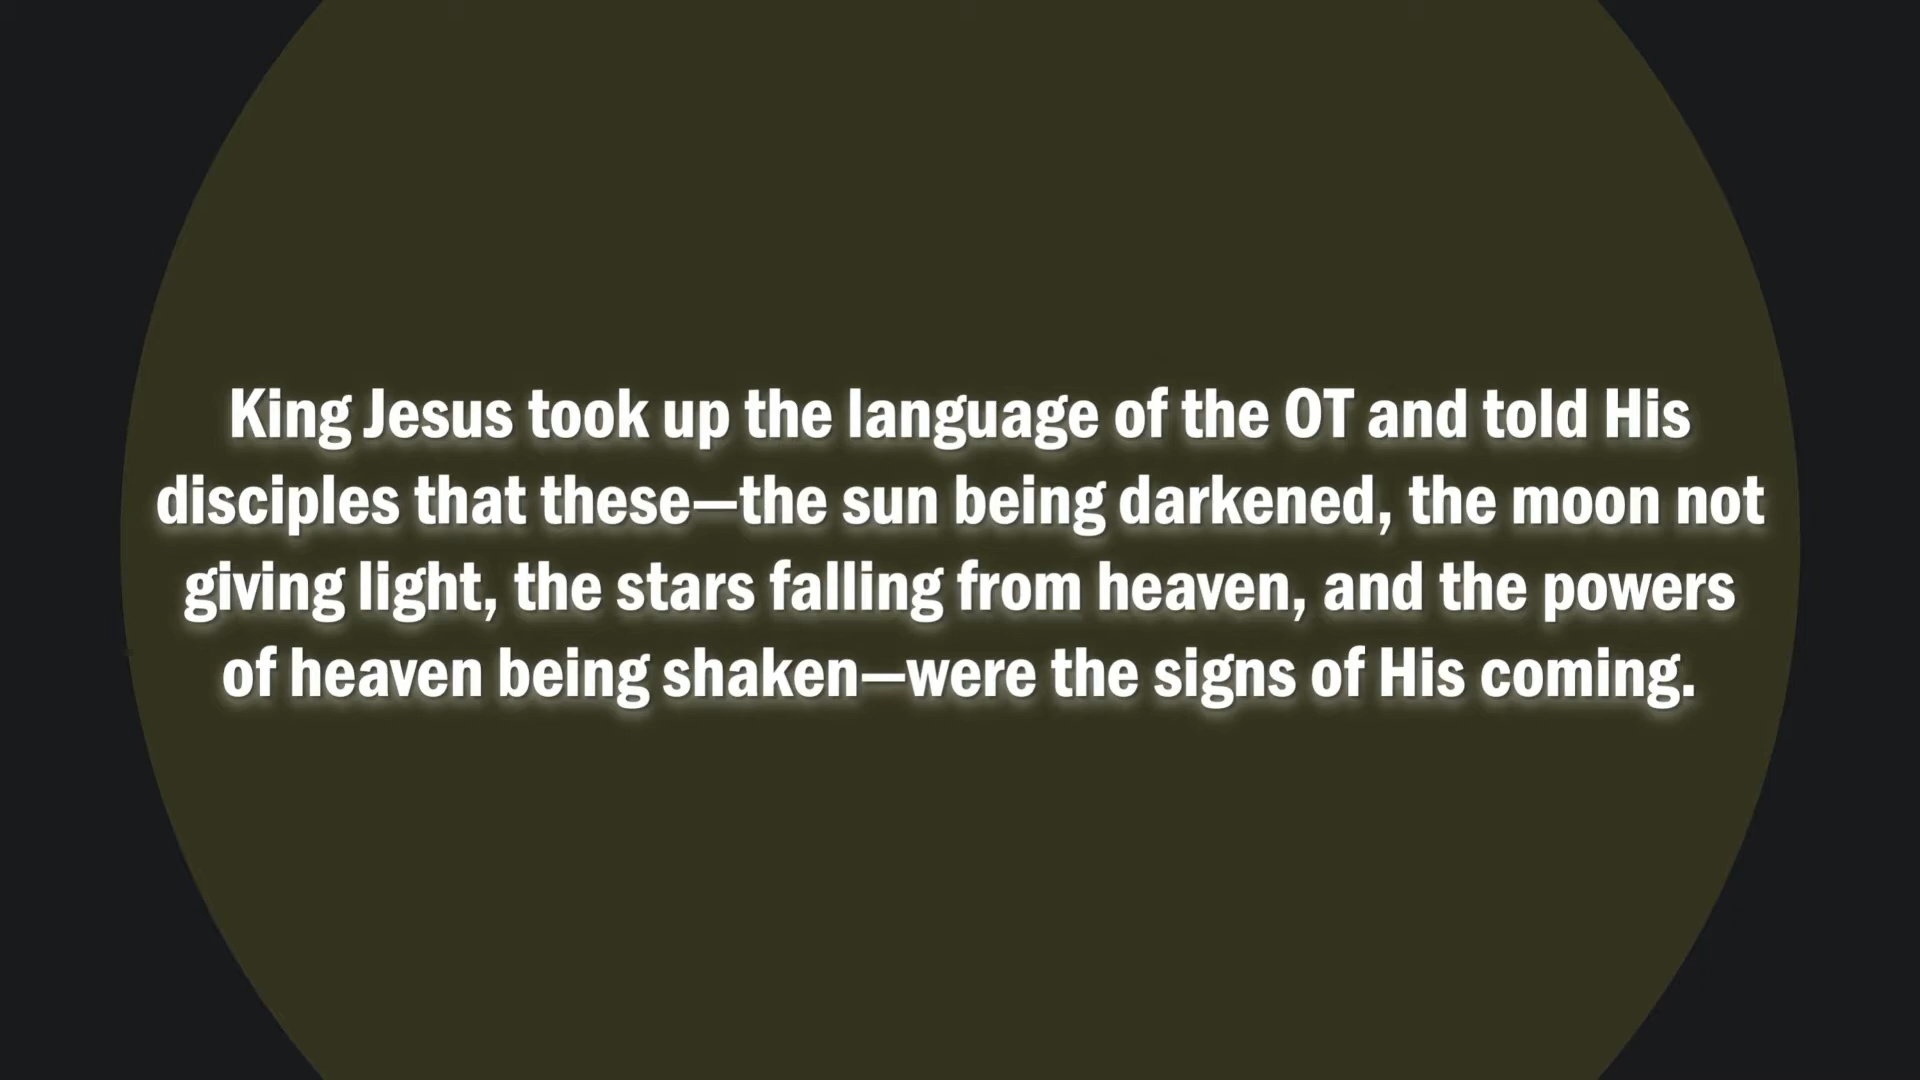 King Jesus took up the language of the OT and told His
disciples that these—the sun being darkened, the moon not
giving light, the stars falling from heaven, and the powers
of heaven being shaken—were the signs of His coming.